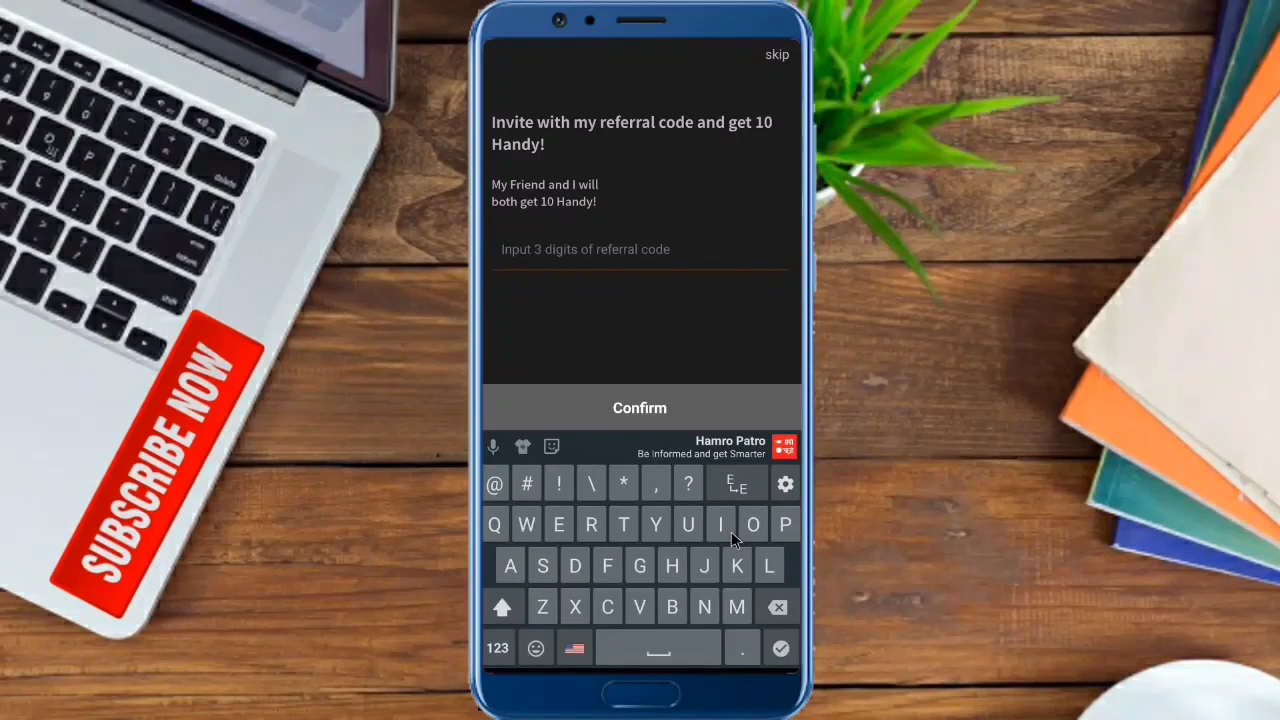 skip
Invite with my referral code and get 10
Handy!
My Friend and I will
both get 10 Handy!
Input 3 digits of referral code
Confirm
Hamro Patro
Be Informed and get Smarter
@ # ! \ * , ? E E
Q W E R T Y U I O P
A S D F G H J K L
Z X C V B N M
123 .
SUBSCRIBE NOW